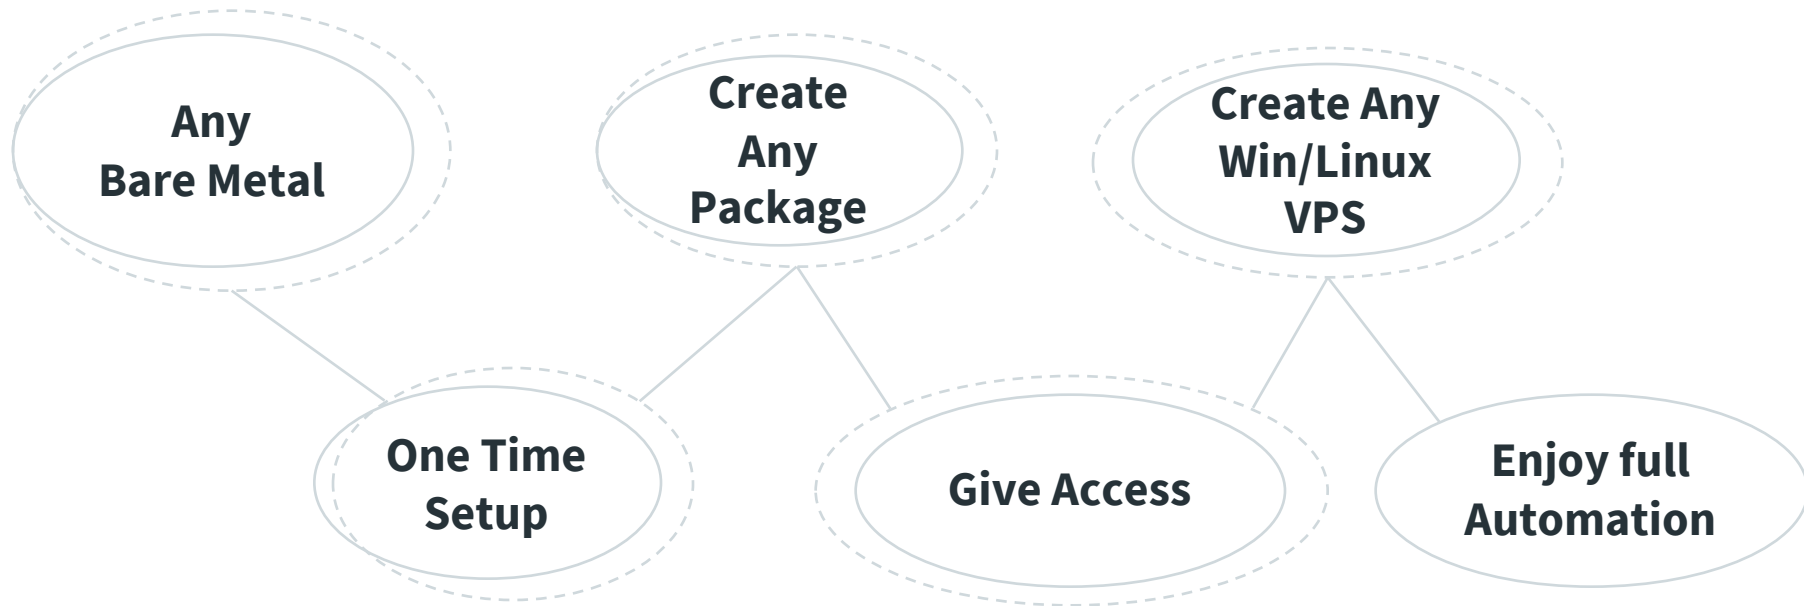 Any
Bare Metal
Create
Any
Package
Create Any
Win/Linux
VPS
One Time
Setup
Give Access
Enjoy full
Automation